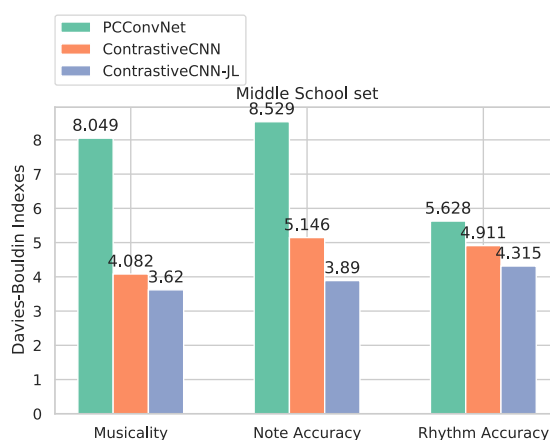 PCConvNet
ContrastiveCNN
ContrastiveCNN-JL
Middle School set
Davies-Bouldin Indexes
8
7
6
5
4
3
2
1
0
8.049
4.082
3.62
8.529
5.146
3.89
5.628
4.911
4.315
Musicality
Note Accuracy
Rhythm Accuracy